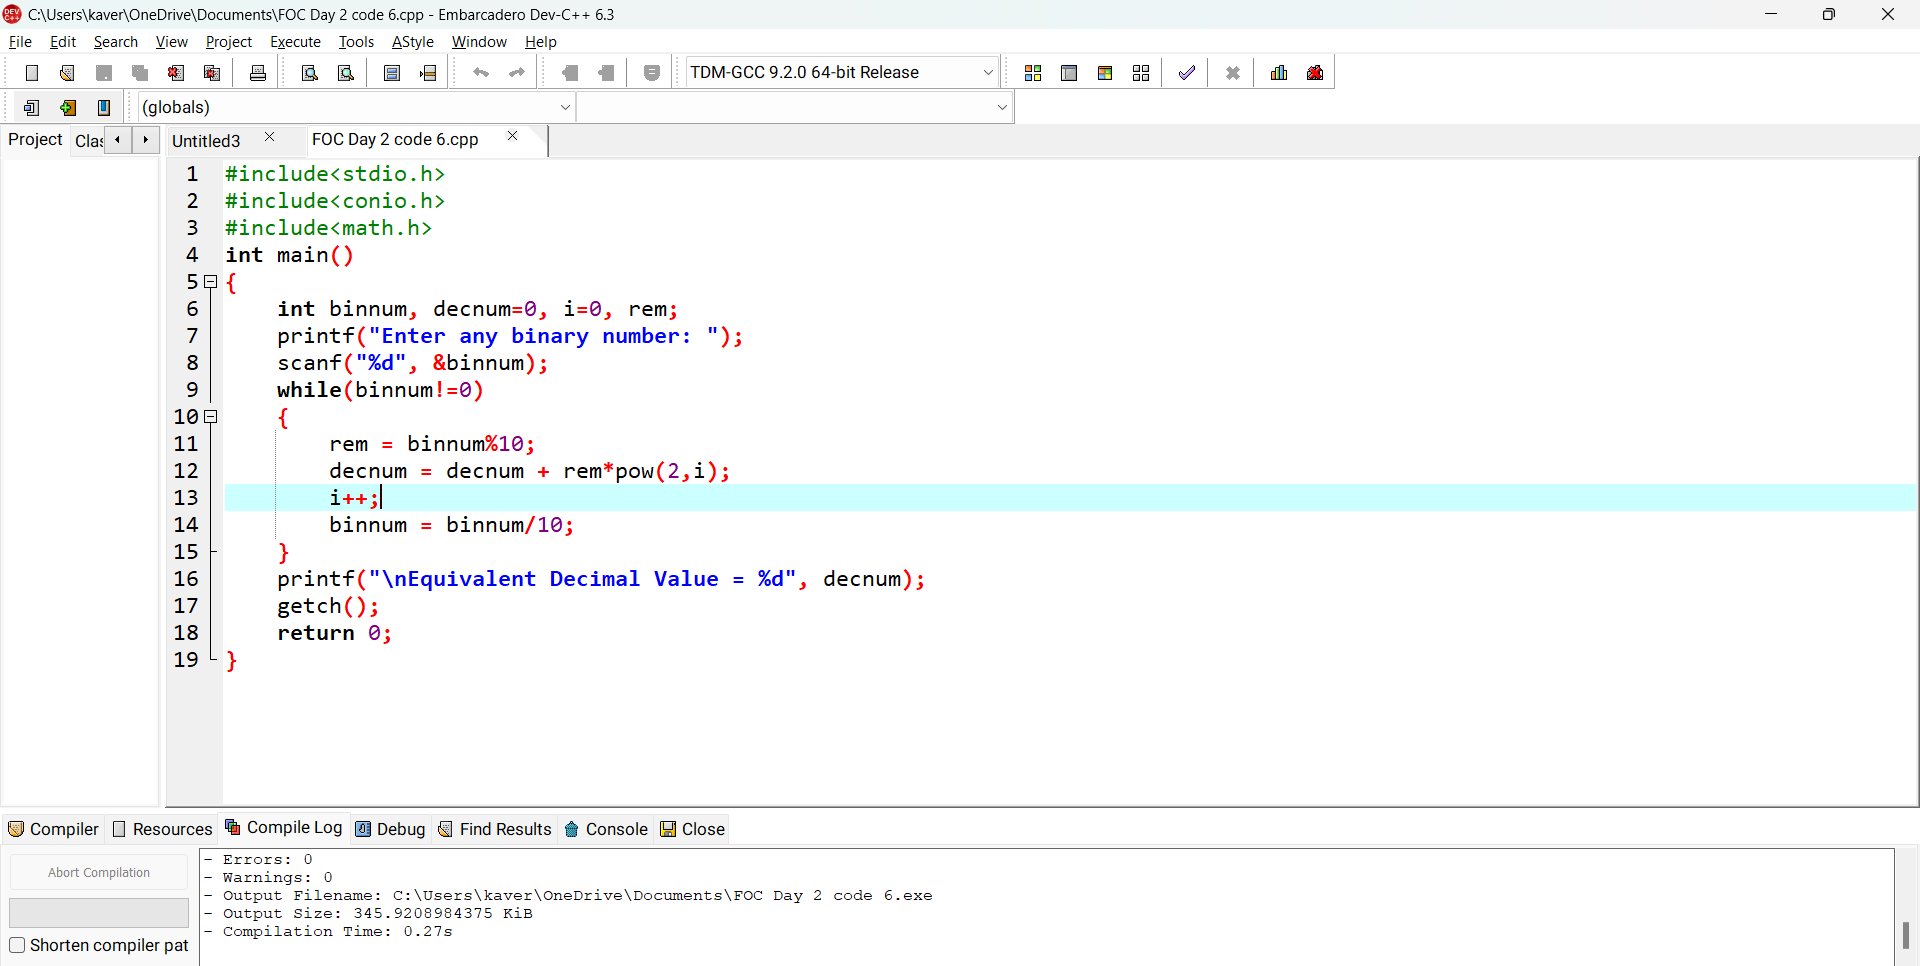 C:\Users\kaver\OneDrive\Documents\FOC Day 2 code 6.cpp - Embarcadero Dev-C++ 6.3
File Edit Search View Project Execute Tools AStyle Window Help
TDM-GCC 9.2.0 64-bit Release
(globals)
Project Clas Untitled3 FOC Day 2 code 6.cpp
1 #include<stdio.h>
2 #include<conio.h>
3 #include<math.h>
4 int main()
5 {
6 int binnum, decnum=0, i=0, rem;
7 printf("Enter any binary number: ");
8 scanf("%d", &binnum);
9 while(binnum!=0)
10 {
11 rem = binnum%10;
12 decnum = decnum + rem*pow(2,i);
13 i++;
14 binnum = binnum/10;
15 }
16 printf("\nEquivalent Decimal Value = %d", decnum);
17 getch();
18 return 0;
19 }
Compiler Resources Compile Log Debug Find Results Console Close
Abort Compilation
Shorten compiler pat
- Errors: 0
- Warnings: 0
- Output Filename: C:\Users\kaver\OneDrive\Documents\FOC Day 2 code 6.exe
- Output Size: 345.9208984375 KiB
- Compilation Time: 0.27s